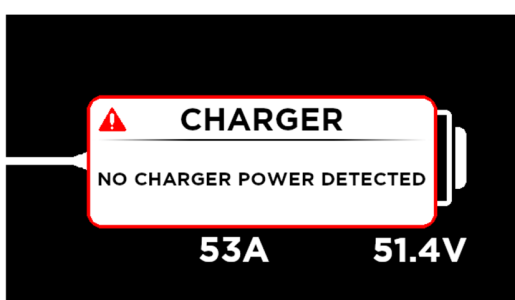 CHARGER
NO CHARGER POWER DETECTED
53A 51.4V